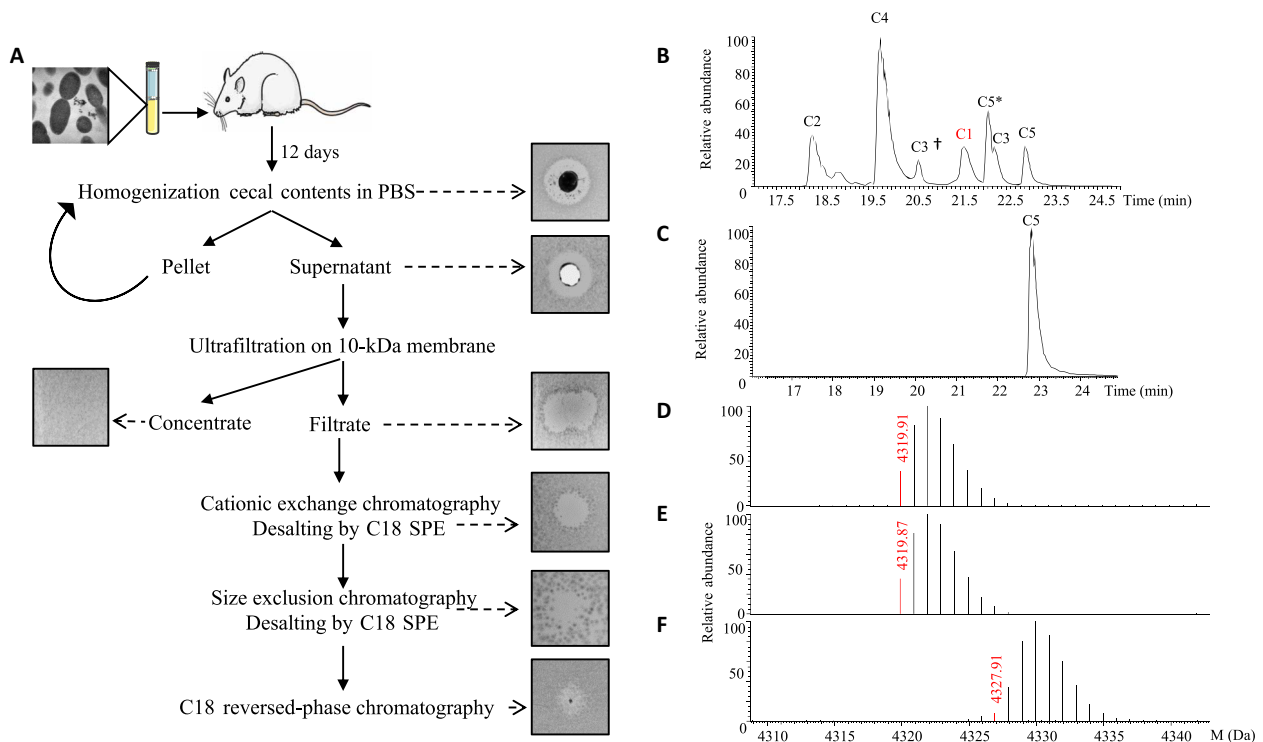 A
12 days
Homogenization cecal contents in PBS
Pellet
Supernatant
Ultrafiltration on 10-kDa membrane
Concentrate
Filtrate
Cationic exchange chromatography
Desalting by C18 SPE
Size exclusion chromatography
Desalting by C18 SPE
C18 reversed-phase chromatography
B
Relative abundance
100
80
60
40
20
0
C2
C4
C3 †
C1
C5*
C3
C5
17.5 18.5 19.5 20.5 21.5 22.5 23.5 24.5 Time (min)
C
Relative abundance
100
80
60
40
20
0
C5
17 18 19 20 21 22 23 24 Time (min)
D
100
50
0
4319.91
E
Relative abundance
100
50
0
4319.87
F
100
50
0
4327.91
4310 4315 4320 4325 4330 4335 4340 M (Da)